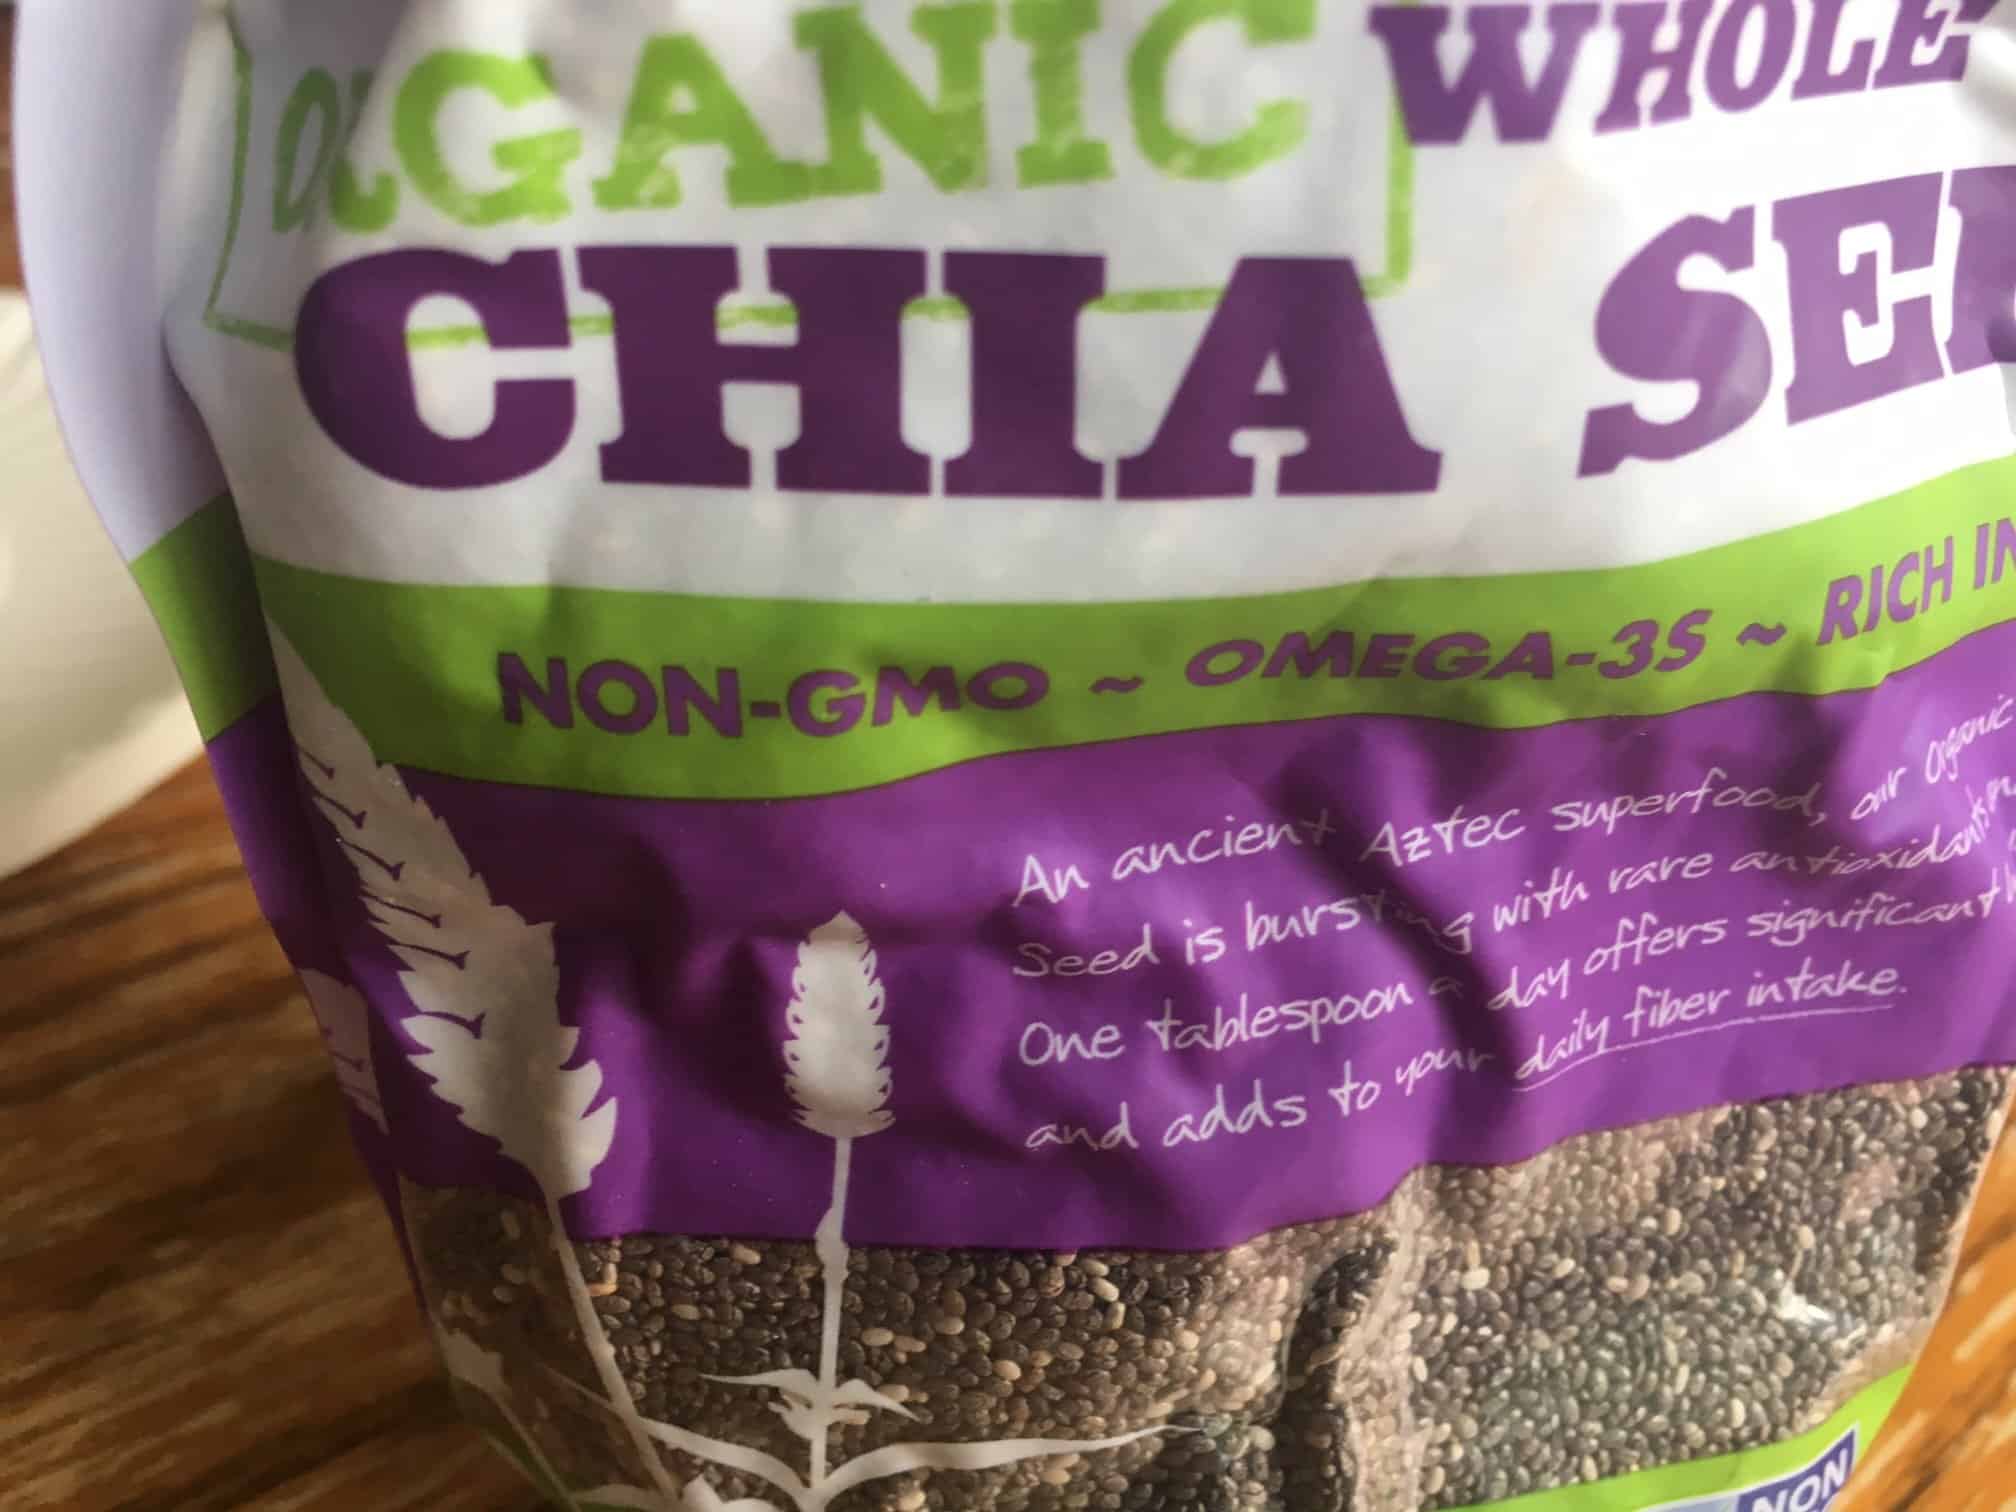 ORGANIC WHOLE
CHIA SEE
NON-GMO ~ OMEGA-3S ~ RICH IN
An ancient Aztec superfood, our Organic
Seed is bursting with rare antioxidants
One tablespoon a day offers significant
and adds to your daily fiber intake.
NON